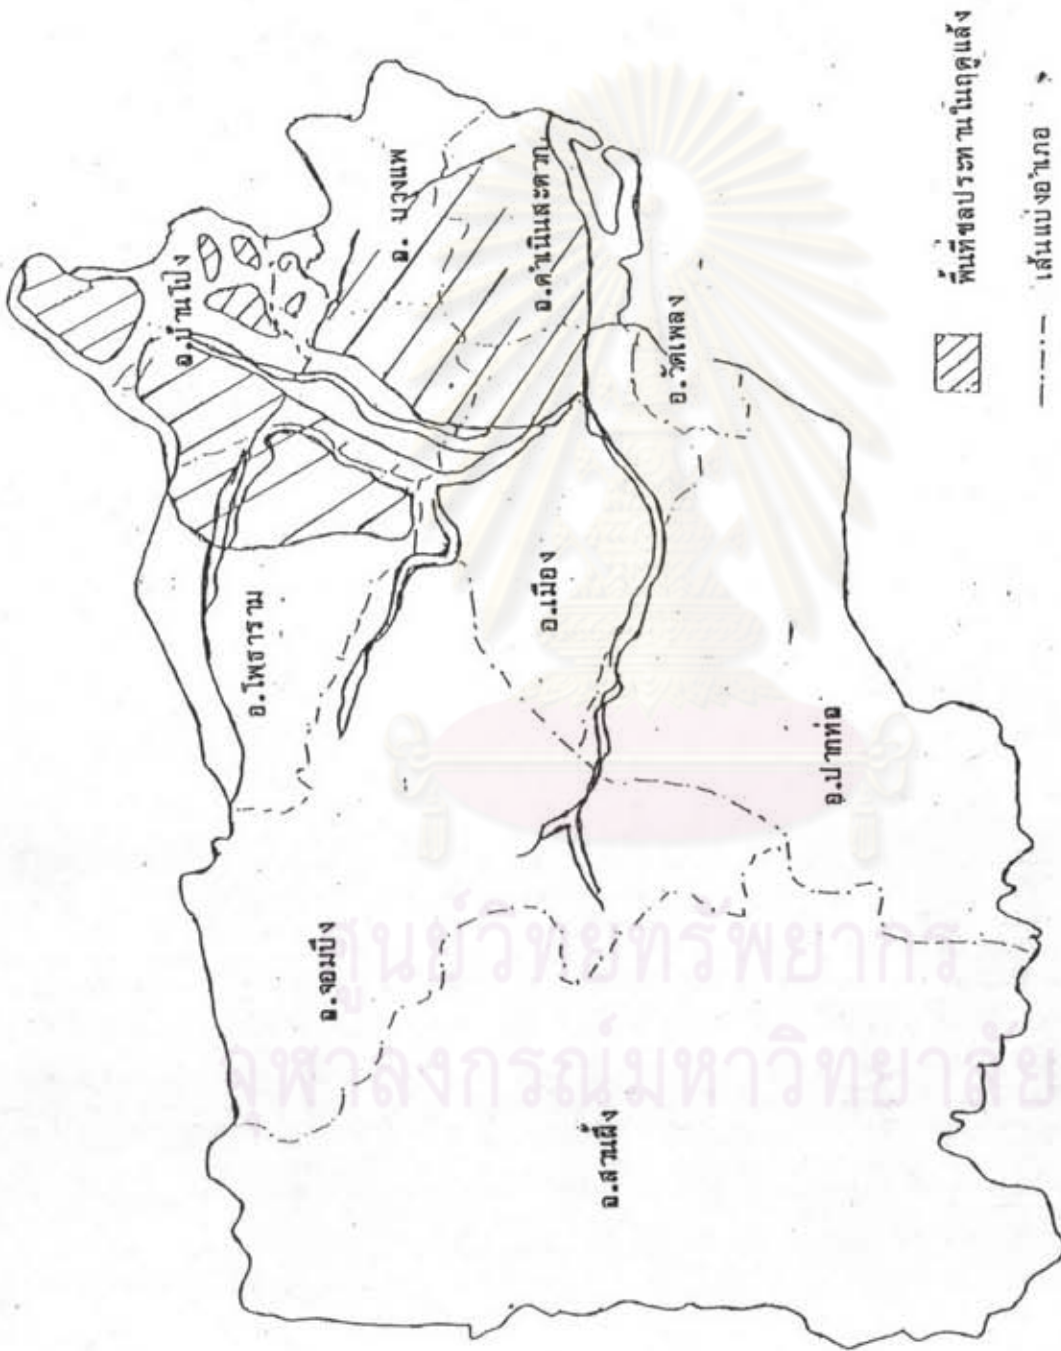 อ.บ้านโป่ง
อ. บางแพ
อ.ดำเนินสะดวก
อ.วัดเพลง
อ.โพธาราม
อ.เมือง
อ.ปากท่อ
อ.จอมบึง
อ.สวนผึ้ง
พื้นที่ชลประทานในฤดูแล้ง
เส้นแบ่งอำเภอ
ศูนย์วิทยทรัพยากร
จุฬาลงกรณ์มหาวิทยาลัย